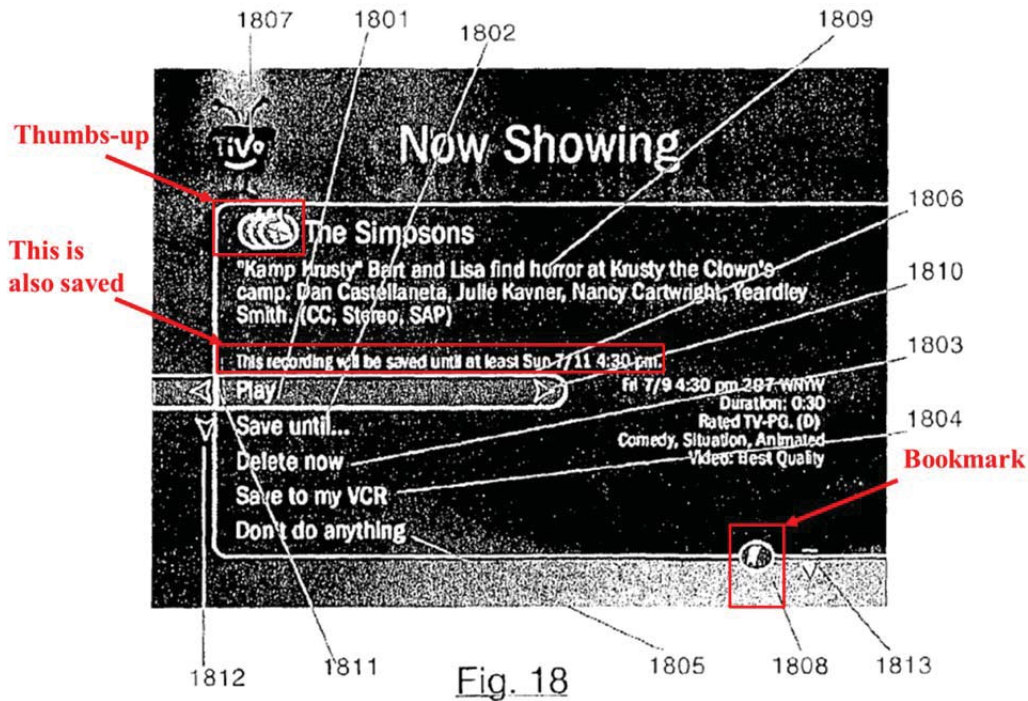 1807
1801
1802
1809
Thumbs-up
TiVo
Now Showing
The Simpsons
1806
This is
also saved
"Kamp Krusty" Bart and Lisa find horror at Krusty the Clown's
camp. Dan Castellaneta, Julie Kavner, Nancy Cartwright, Yeardley
Smith. (CC, Stereo, SAP)
1810
This recording will be saved until at least Sun 7/11 4:30 pm.
1803
Play
Fri 7/9 4:30 pm 287 WNYW
Duration: 0:30
Save until...
Rated TV-PG. (D)
1804
Comedy, Situation, Animated
Delete now
Video: Best Quality
Bookmark
Save to my VCR
Don't do anything
1812
1811
1805
1808
1813
Fig. 18